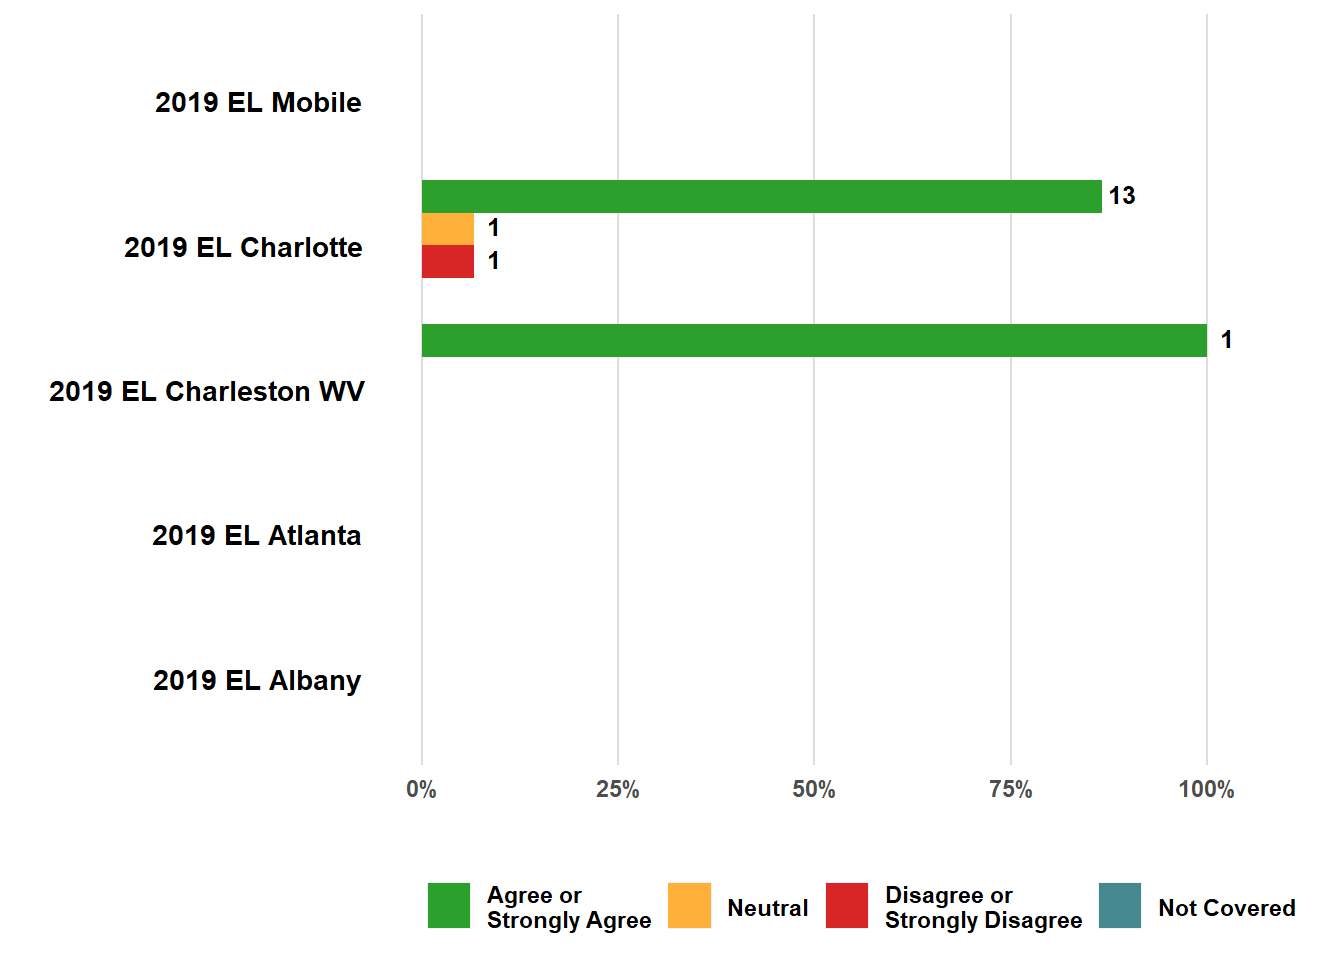 2019 EL Mobile
13
1
2019 EL Charlotte
1
1
2019 EL Charleston WV
2019 EL Atlanta
2019 EL Albany
0% 25% 50% 75% 100%
Agree or
Strongly Agree
Neutral
Disagree or
Strongly Disagree
Not Covered